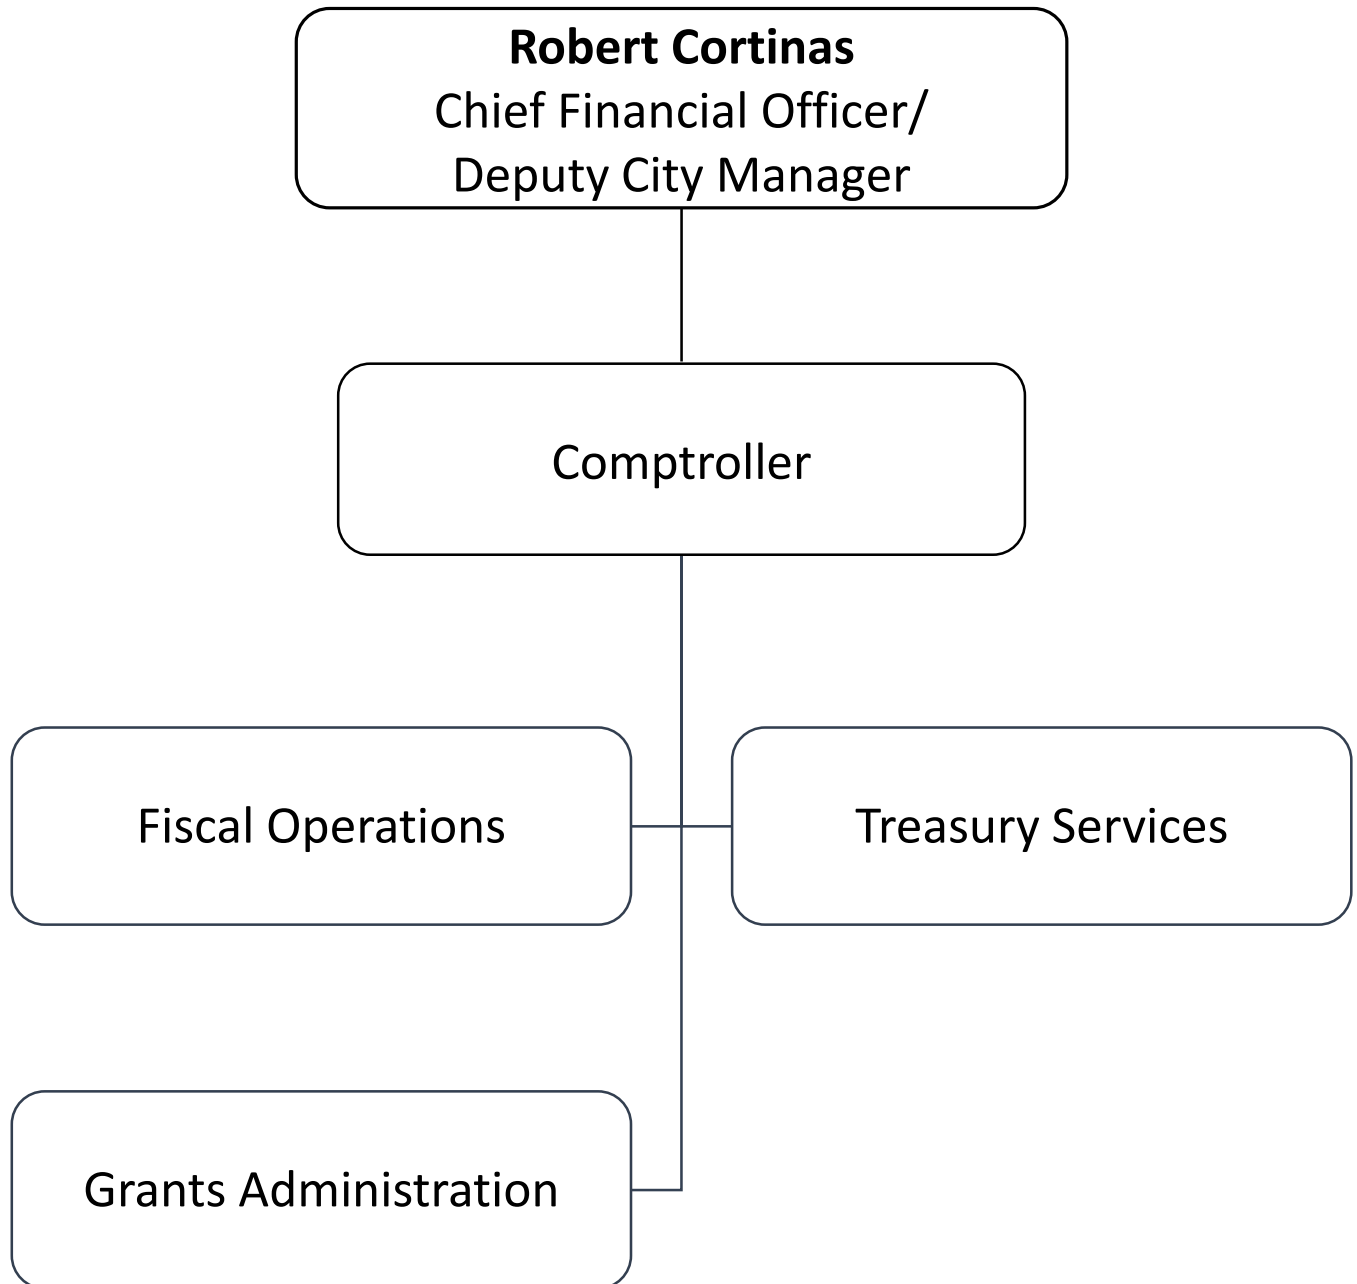 Robert Cortinas
Chief Financial Officer/
Deputy City Manager
Comptroller
Fiscal Operations
Treasury Services
Grants Administration